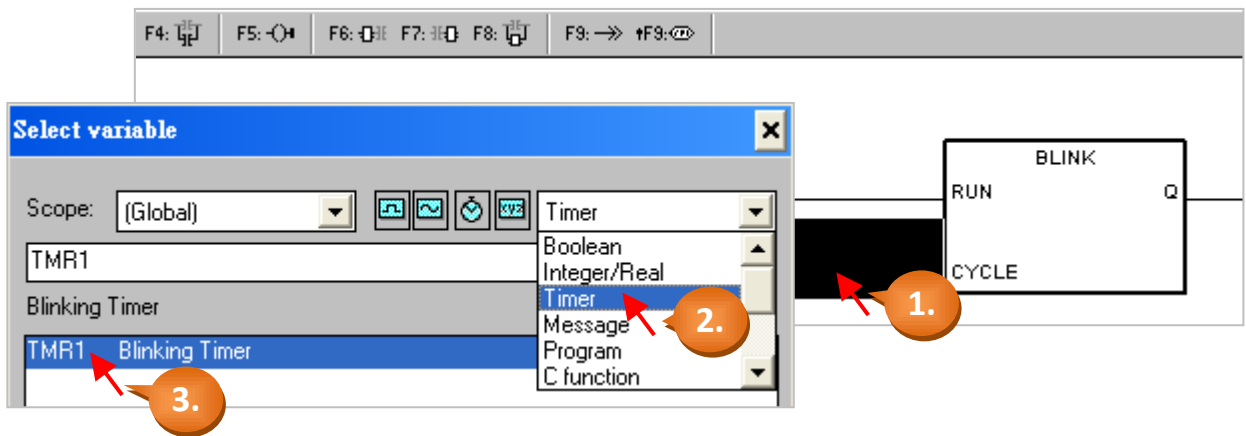 F4: F5: F6: F7: F8: F9: F9:
Select variable
BLINK
RUN Q
Scope: (Global) Timer
Boolean
TMR1
Integer/Real
CYCLE
Timer
1.
Blinking Timer
Message
2.
TMR1 Blinking Timer
Program
C function
3.